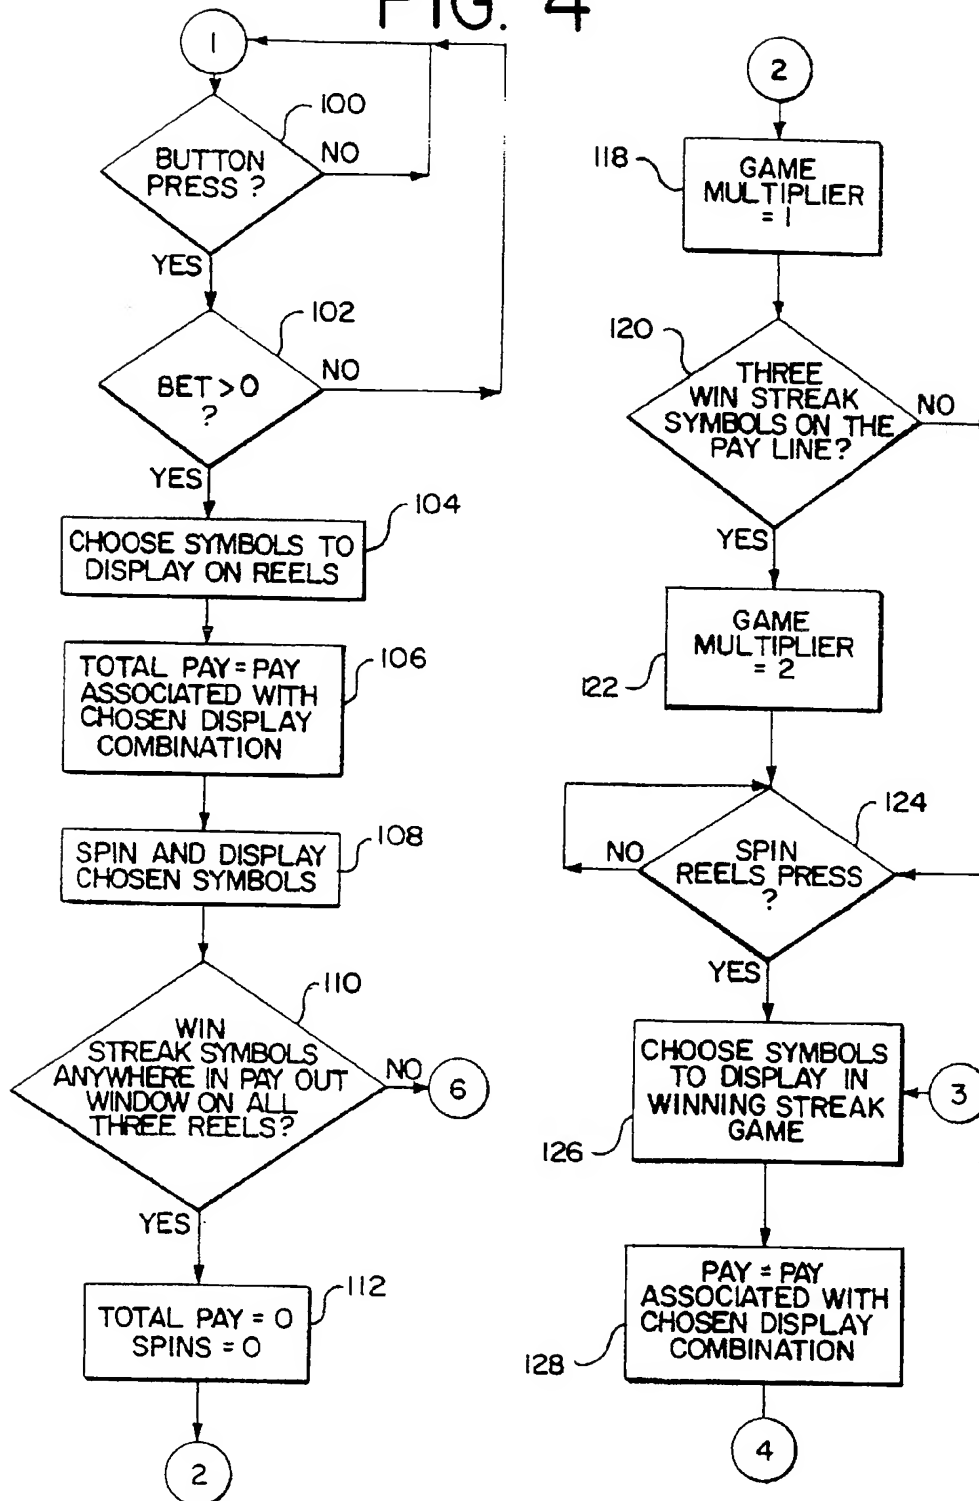 FIG. 4
1
100
BUTTON
PRESS ?
NO
YES
102
BET > 0
?
NO
YES
104
CHOOSE SYMBOLS TO
DISPLAY ON REELS
106
TOTAL PAY = PAY
ASSOCIATED WITH
CHOSEN DISPLAY
COMBINATION
108
SPIN AND DISPLAY
CHOSEN SYMBOLS
110
WIN
STREAK SYMBOLS
ANYWHERE IN PAY OUT
WINDOW ON ALL
THREE REELS?
NO
6
YES
112
TOTAL PAY = 0
SPINS = 0
2
2
118
GAME
MULTIPLIER
= 1
120
THREE
WIN STREAK
SYMBOLS ON THE
PAY LINE?
NO
YES
GAME
MULTIPLIER
= 2
122
124
SPIN
REELS PRESS
?
NO
YES
CHOOSE SYMBOLS
TO DISPLAY IN
WINNING STREAK
GAME
3
126
PAY = PAY
ASSOCIATED WITH
CHOSEN DISPLAY
COMBINATION
128
4